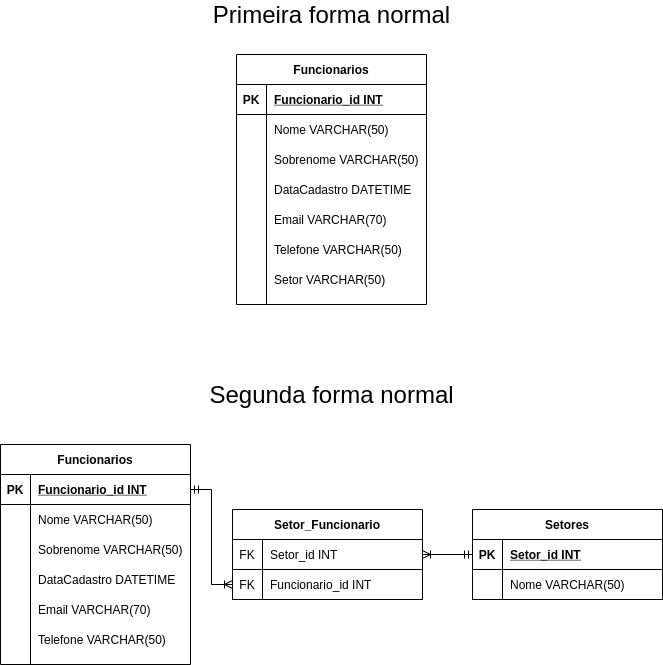 Primeira forma normal
Funcionarios
PK Funcionario_id INT
Nome VARCHAR(50)
Sobrenome VARCHAR(50)
DataCadastro DATETIME
Email VARCHAR(70)
Telefone VARCHAR(50)
Setor VARCHAR(50)
Segunda forma normal
Funcionarios
PK Funcionario_id INT
Nome VARCHAR(50)
Sobrenome VARCHAR(50)
DataCadastro DATETIME
Email VARCHAR(70)
Telefone VARCHAR(50)
Setor_Funcionario
FK Setor_id INT
FK Funcionario_id INT
Setores
PK Setor_id INT
Nome VARCHAR(50)